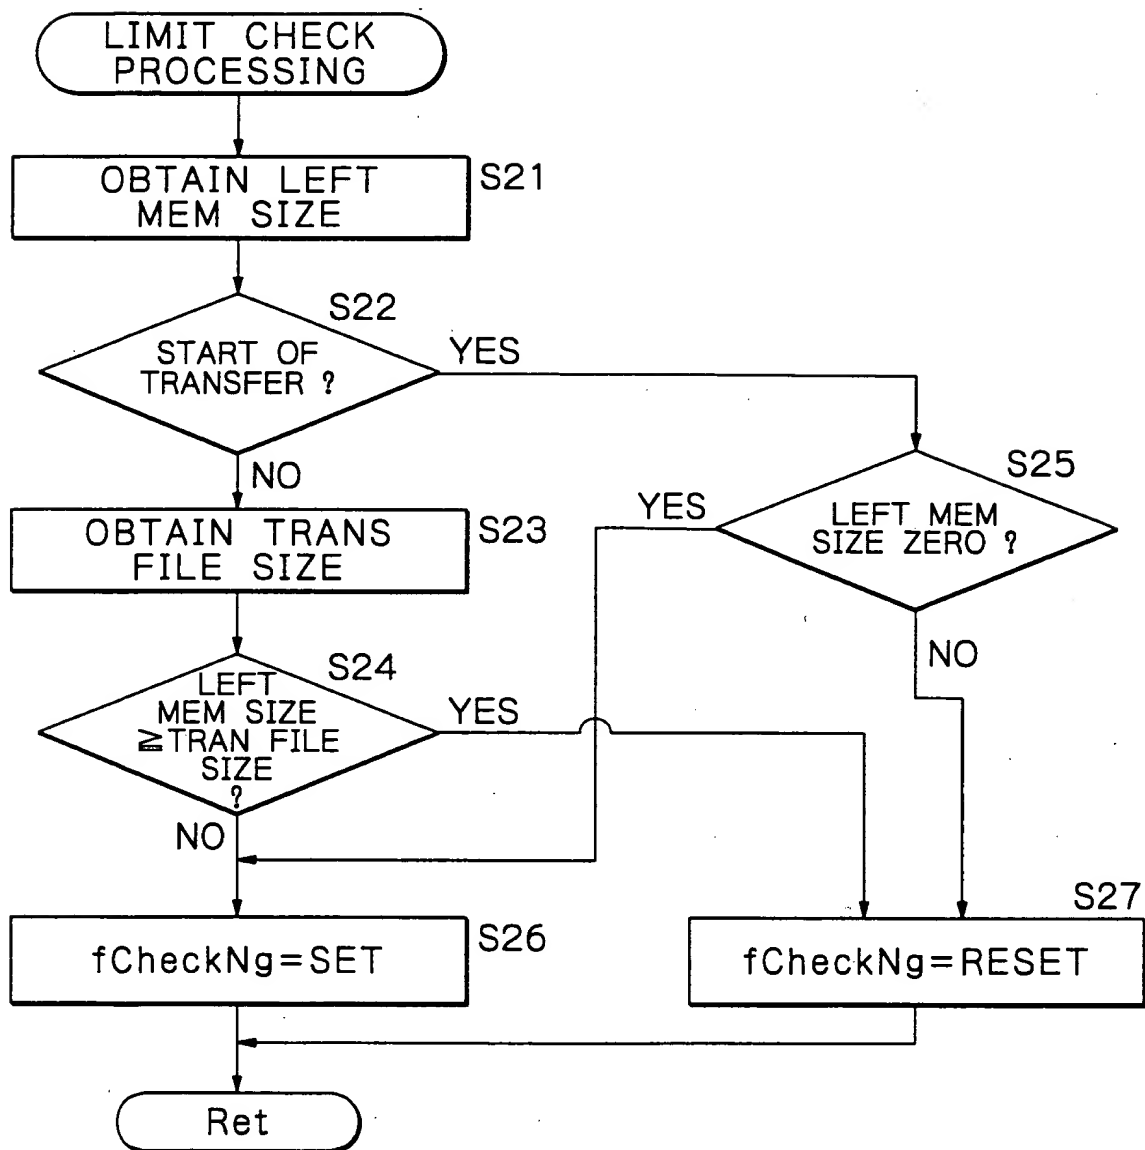 LIMIT CHECK
PROCESSING
OBTAIN LEFT
MEM SIZE
S21
S22
START OF
TRANSFER ?
YES
NO
OBTAIN TRANS
FILE SIZE
S23
S25
YES
LEFT MEM
SIZE ZERO ?
NO
S24
LEFT
MEM SIZE
≧TRAN FILE
SIZE
?
YES
NO
fCheckNg=SET
S26
S27
fCheckNg=RESET
Ret